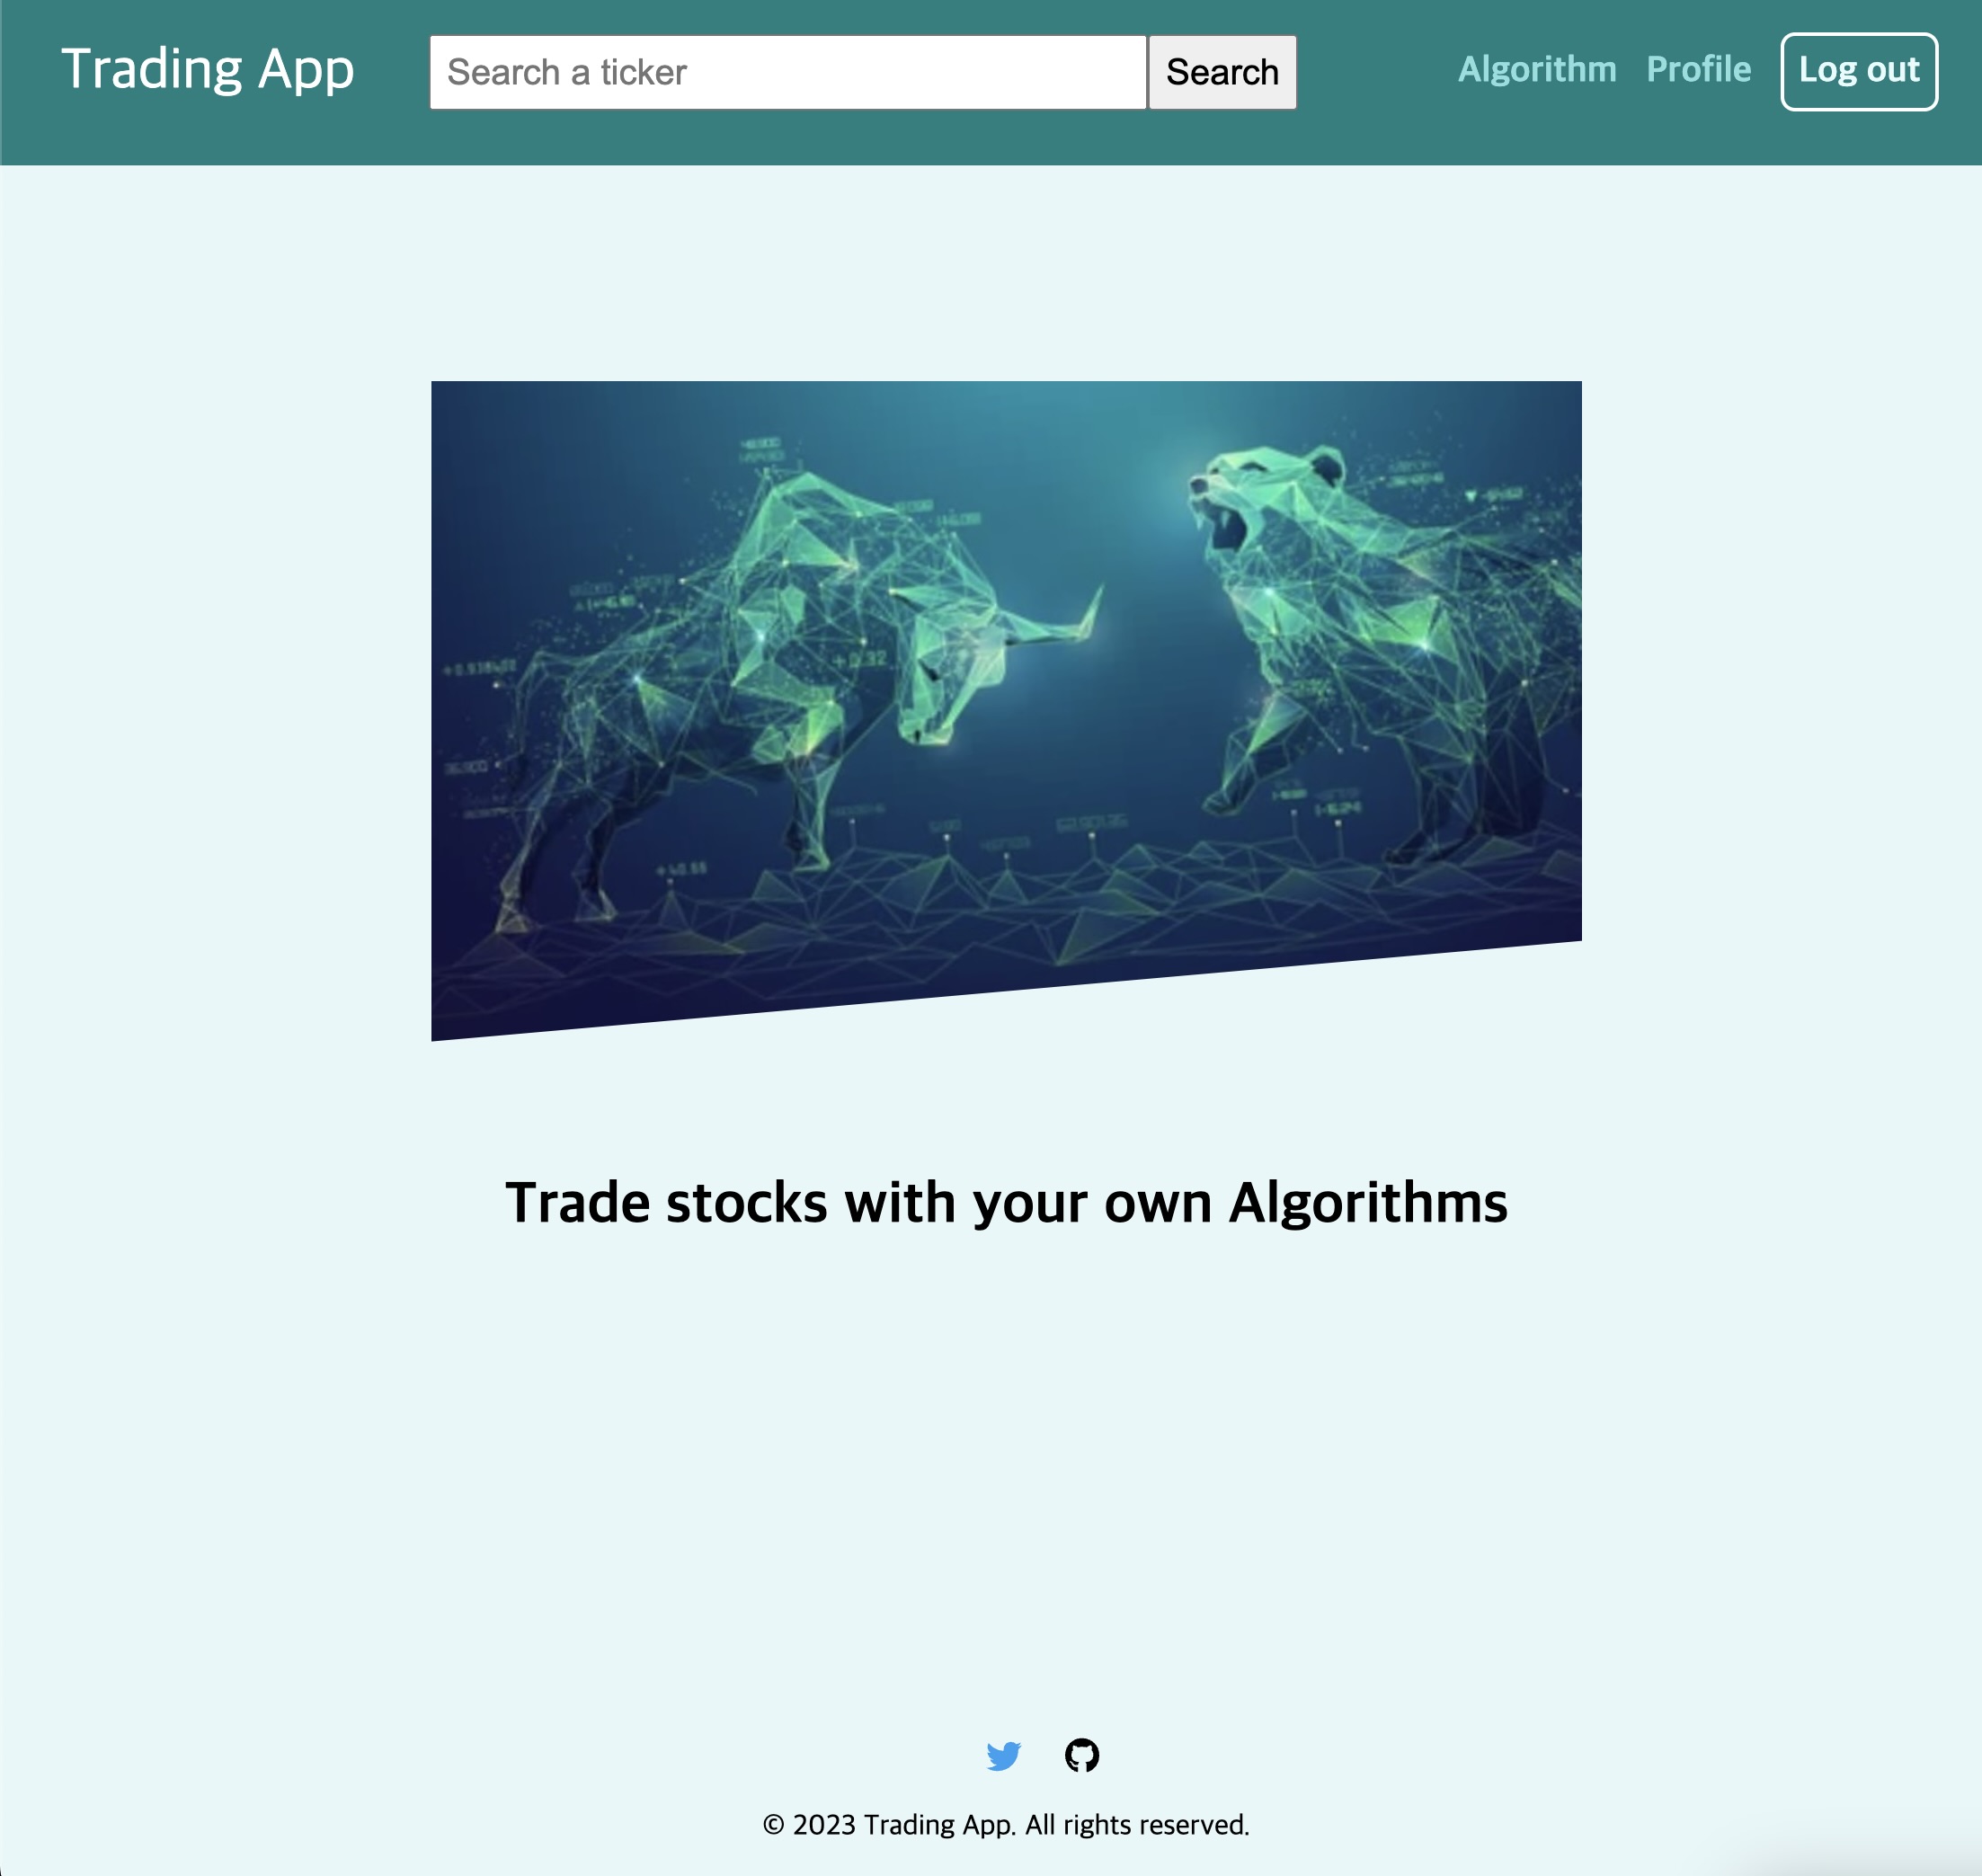 Trading App
Search a ticker
Search
Algorithm
Profile
Log out
Trade stocks with your own Algorithms
© 2023 Trading App. All rights reserved.